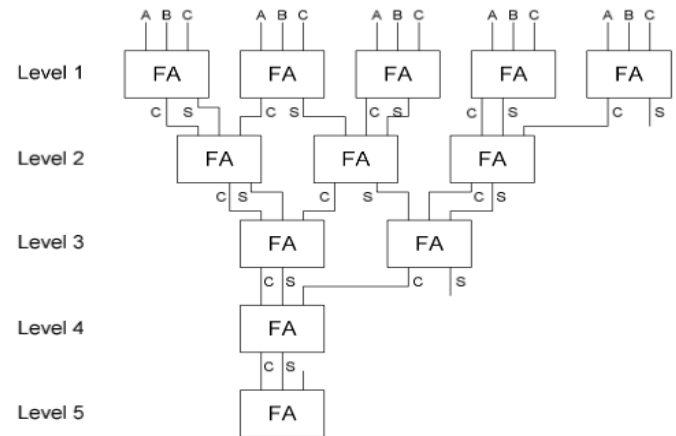 A B C A B C A B C A B C A B C
Level 1 FA FA FA FA FA
C S C S C S C S C S
Level 2 FA FA FA
C S C S C S
Level 3 FA FA
C S C S
Level 4 FA
C S
Level 5 FA